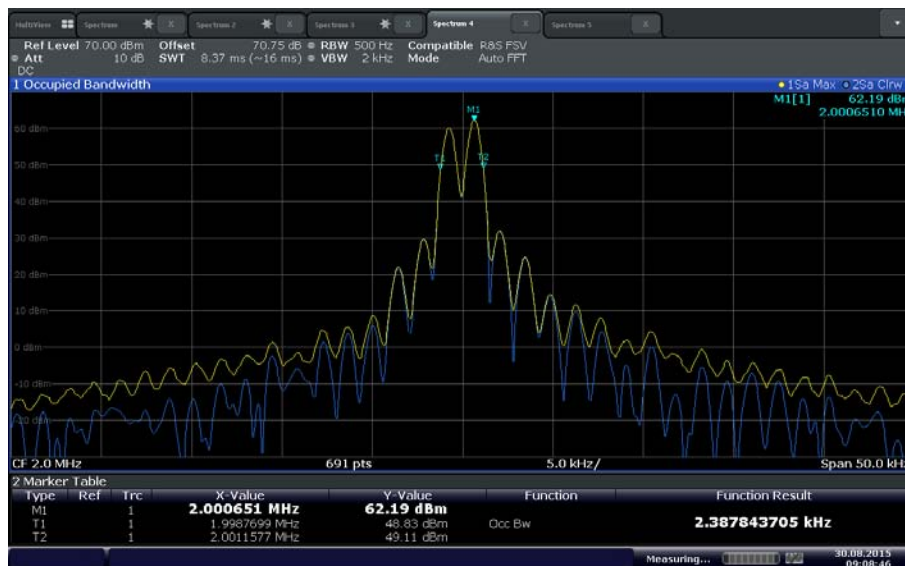 MultiView Spectrum X Spectrum 2 X Spectrum 3 X Spectrum 4 X Spectrum 5 X
Ref Level 70.00 dBm Offset 70.75 dB RBW 500 Hz Compatible R&S FSV
Att 10 dB SWT 8.37 ms (~16 ms) VBW 2 kHz Mode Auto FFT
DC
1 Occupied Bandwidth 1Sa Max 2Sa Clrw
M1[1] 62.19 dBm
2.0006510 MH
M1
60 dBm
T1 T2
50 dBm
40 dBm
30 dBm
20 dBm
10 dBm
0 dBm
-10 dBm
-20 dBm
CF 2.0 MHz 691 pts 5.0 kHz/ Span 50.0 kHz
2 Marker Table
Type Ref Trc X-Value Y-Value Function Function Result
M1 1 2.000651 MHz 62.19 dBm
T1 1 1.9987699 MHz 48.83 dBm Occ Bw 2.387843705 kHz
T2 1 2.0011577 MHz 49.11 dBm
Measuring... 30.08.2015
09:08:46